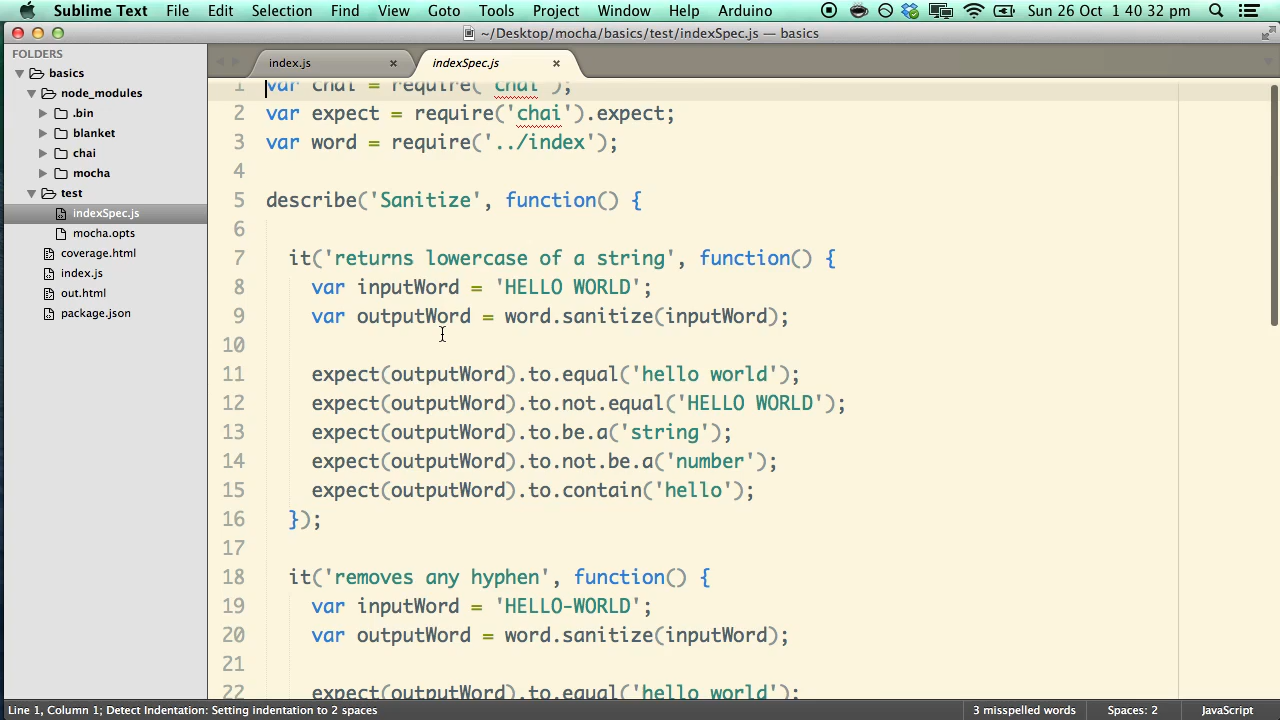 Sublime Text File Edit Selection Find View Goto Tools Project Window Help Arduino Sun 26 Oct 1 40 32 pm
~/Desktop/mocha/basics/test/indexSpec.js — basics
FOLDERS
basics
node_modules
.bin
blanket
chai
mocha
test
indexSpec.js
mocha.opts
coverage.html
index.js
out.html
package.json
index.js indexSpec.js
1 var chai = require('chai');
2 var expect = require('chai').expect;
3 var word = require('../index');
4
5 describe('Sanitize', function() {
6
7 it('returns lowercase of a string', function() {
8 var inputWord = 'HELLO WORLD';
9 var outputWord = word.sanitize(inputWord);
10
11 expect(outputWord).to.equal('hello world');
12 expect(outputWord).to.not.equal('HELLO WORLD');
13 expect(outputWord).to.be.a('string');
14 expect(outputWord).to.not.be.a('number');
15 expect(outputWord).to.contain('hello');
16 });
17
18 it('removes any hyphen', function() {
19 var inputWord = 'HELLO-WORLD';
20 var outputWord = word.sanitize(inputWord);
21
22 expect(outputWord).to.equal('hello world');
Line 1, Column 1; Detect Indentation: Setting indentation to 2 spaces 3 misspelled words Spaces: 2 JavaScript